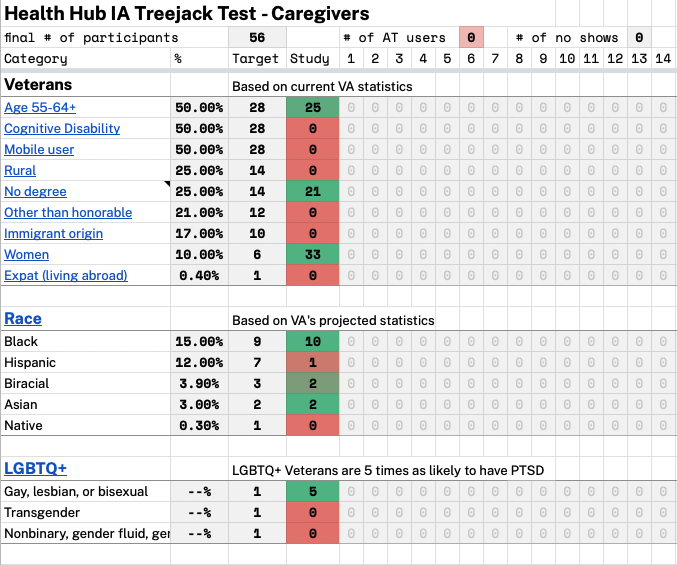 Health Hub IA Treejack Test - Caregivers
final # of participants 56 # of AT users 0 # of no shows 0
Category % Target Study 1 2 3 4 5 6 7 8 9 10 11 12 13 14
Veterans Based on current VA statistics
Age 55-64+ 50.00% 28 25 0 0 0 0 0 0 0 0 0 0 0 0 0 0
Cognitive Disability 50.00% 28 0 0 0 0 0 0 0 0 0 0 0 0 0 0 0
Mobile user 50.00% 28 0 0 0 0 0 0 0 0 0 0 0 0 0 0 0
Rural 25.00% 14 0 0 0 0 0 0 0 0 0 0 0 0 0 0 0
No degree 25.00% 14 21 0 0 0 0 0 0 0 0 0 0 0 0 0 0
Other than honorable 21.00% 12 0 0 0 0 0 0 0 0 0 0 0 0 0 0 0
Immigrant origin 17.00% 10 0 0 0 0 0 0 0 0 0 0 0 0 0 0 0
Women 10.00% 6 33 0 0 0 0 0 0 0 0 0 0 0 0 0 0
Expat (living abroad) 0.40% 1 0 0 0 0 0 0 0 0 0 0 0 0 0 0 0
Race Based on VA's projected statistics
Black 15.00% 9 10 0 0 0 0 0 0 0 0 0 0 0 0 0 0
Hispanic 12.00% 7 1 0 0 0 0 0 0 0 0 0 0 0 0 0 0
Biracial 3.90% 3 2 0 0 0 0 0 0 0 0 0 0 0 0 0 0
Asian 3.00% 2 2 0 0 0 0 0 0 0 0 0 0 0 0 0 0
Native 0.30% 1 0 0 0 0 0 0 0 0 0 0 0 0 0 0 0
LGBTQ+ LGBTQ+ Veterans are 5 times as likely to have PTSD
Gay, lesbian, or bisexual --% 1 5 0 0 0 0 0 0 0 0 0 0 0 0 0 0
Transgender --% 1 0 0 0 0 0 0 0 0 0 0 0 0 0 0 0
Nonbinary, gender fluid, ger --% 1 0 0 0 0 0 0 0 0 0 0 0 0 0 0 0